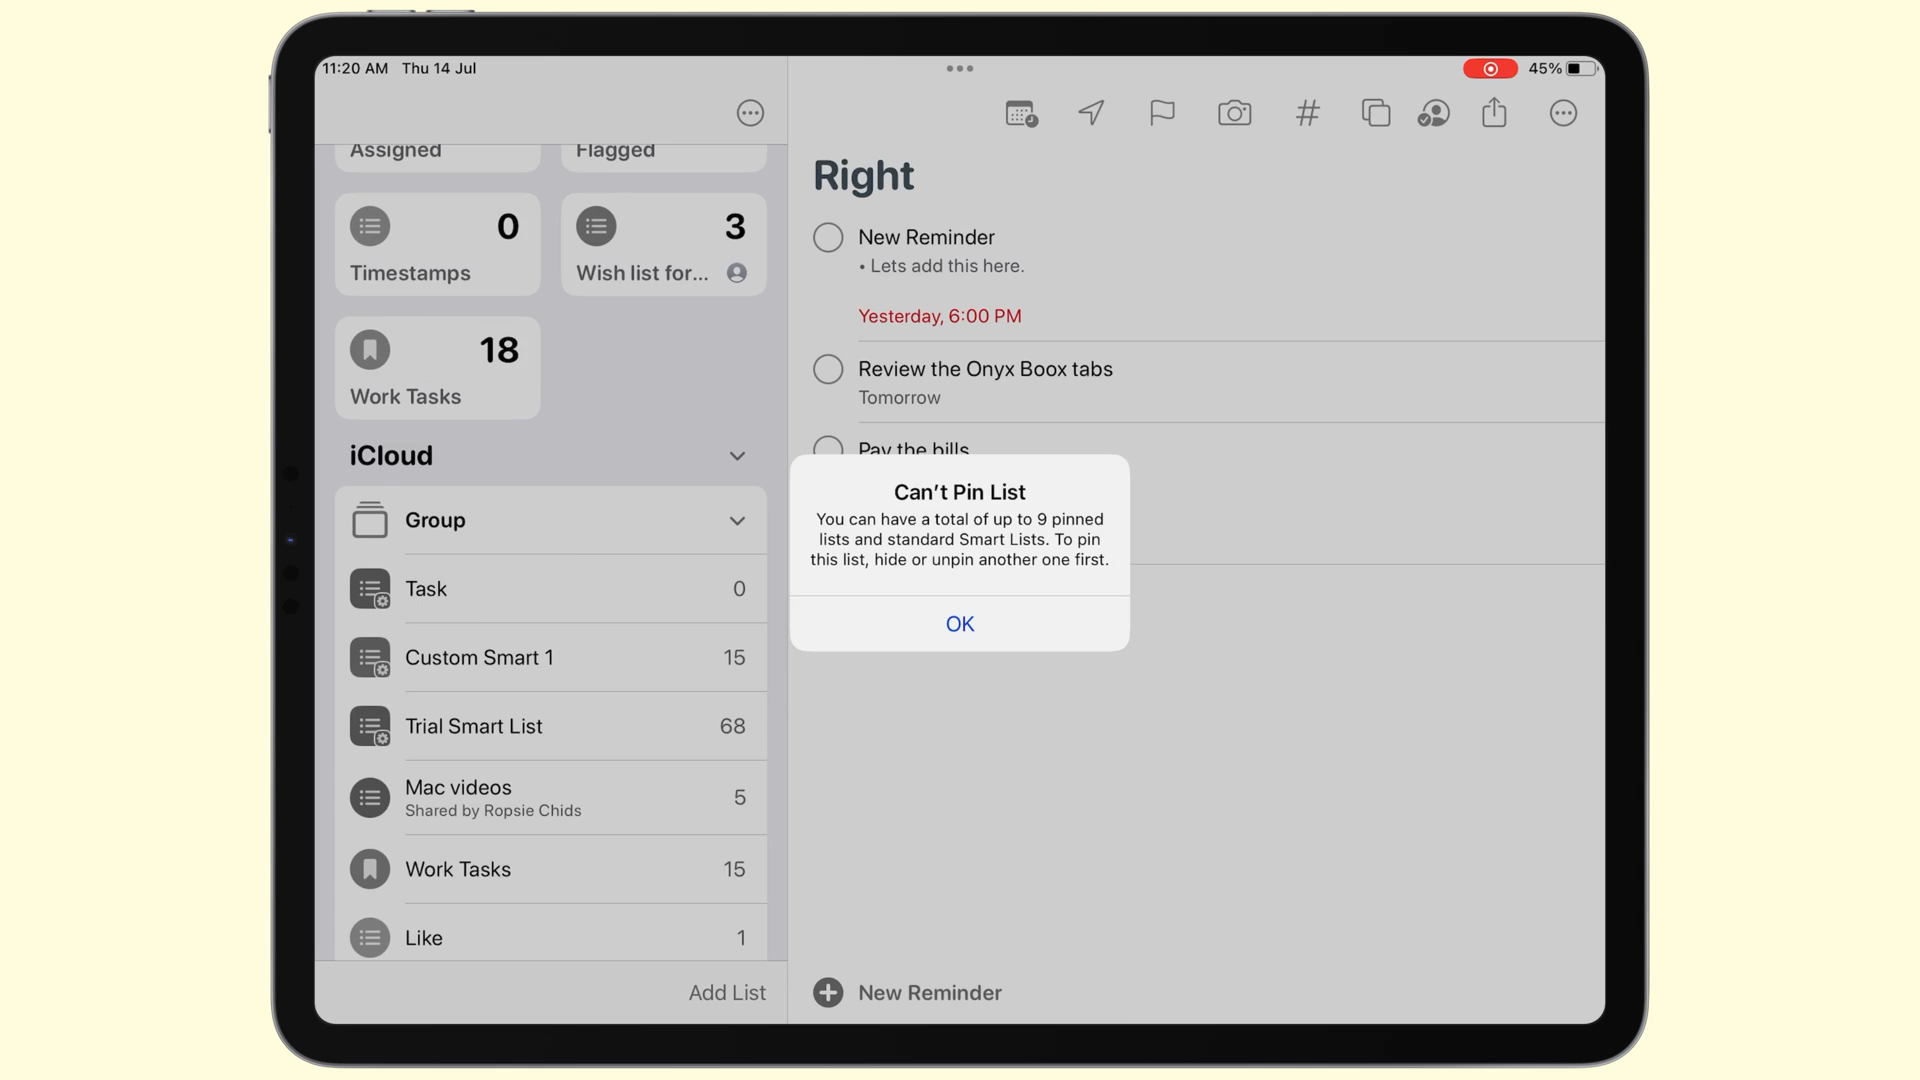 11:20 AM Thu 14 Jul
45%
Assigned
Flagged
0
Timestamps
3
Wish list for...
18
Work Tasks
iCloud
Group
Task 0
Custom Smart 1 15
Trial Smart List 68
Mac videos 5
Shared by Ropsie Chids
Work Tasks 15
Like 1
Add List
Right
New Reminder
• Lets add this here.
Yesterday, 6:00 PM
Review the Onyx Boox tabs
Tomorrow
Pay the bills
Can't Pin List
You can have a total of up to 9 pinned
lists and standard Smart Lists. To pin
this list, hide or unpin another one first.
OK
New Reminder